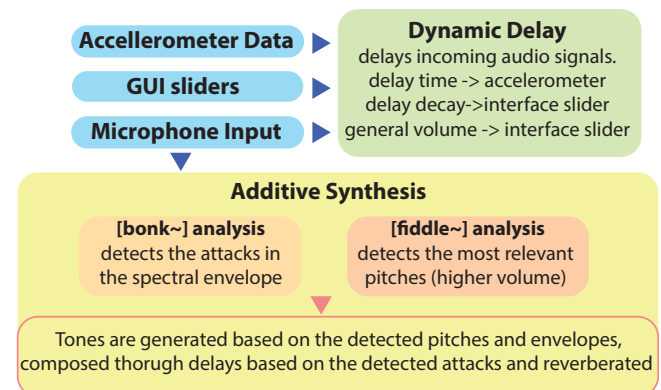 Accellerometer Data
GUI sliders
Microphone Input
Dynamic Delay
delays incoming audio signals.
delay time -> accelerometer
delay decay->interface slider
general volume -> interface slider
Additive Synthesis
[bonk~] analysis
detects the attacks in
the spectral envelope
[fiddle~] analysis
detects the most relevant
pitches (higher volume)
Tones are generated based on the detected pitches and envelopes,
composed thorugh delays based on the detected attacks and reverberated